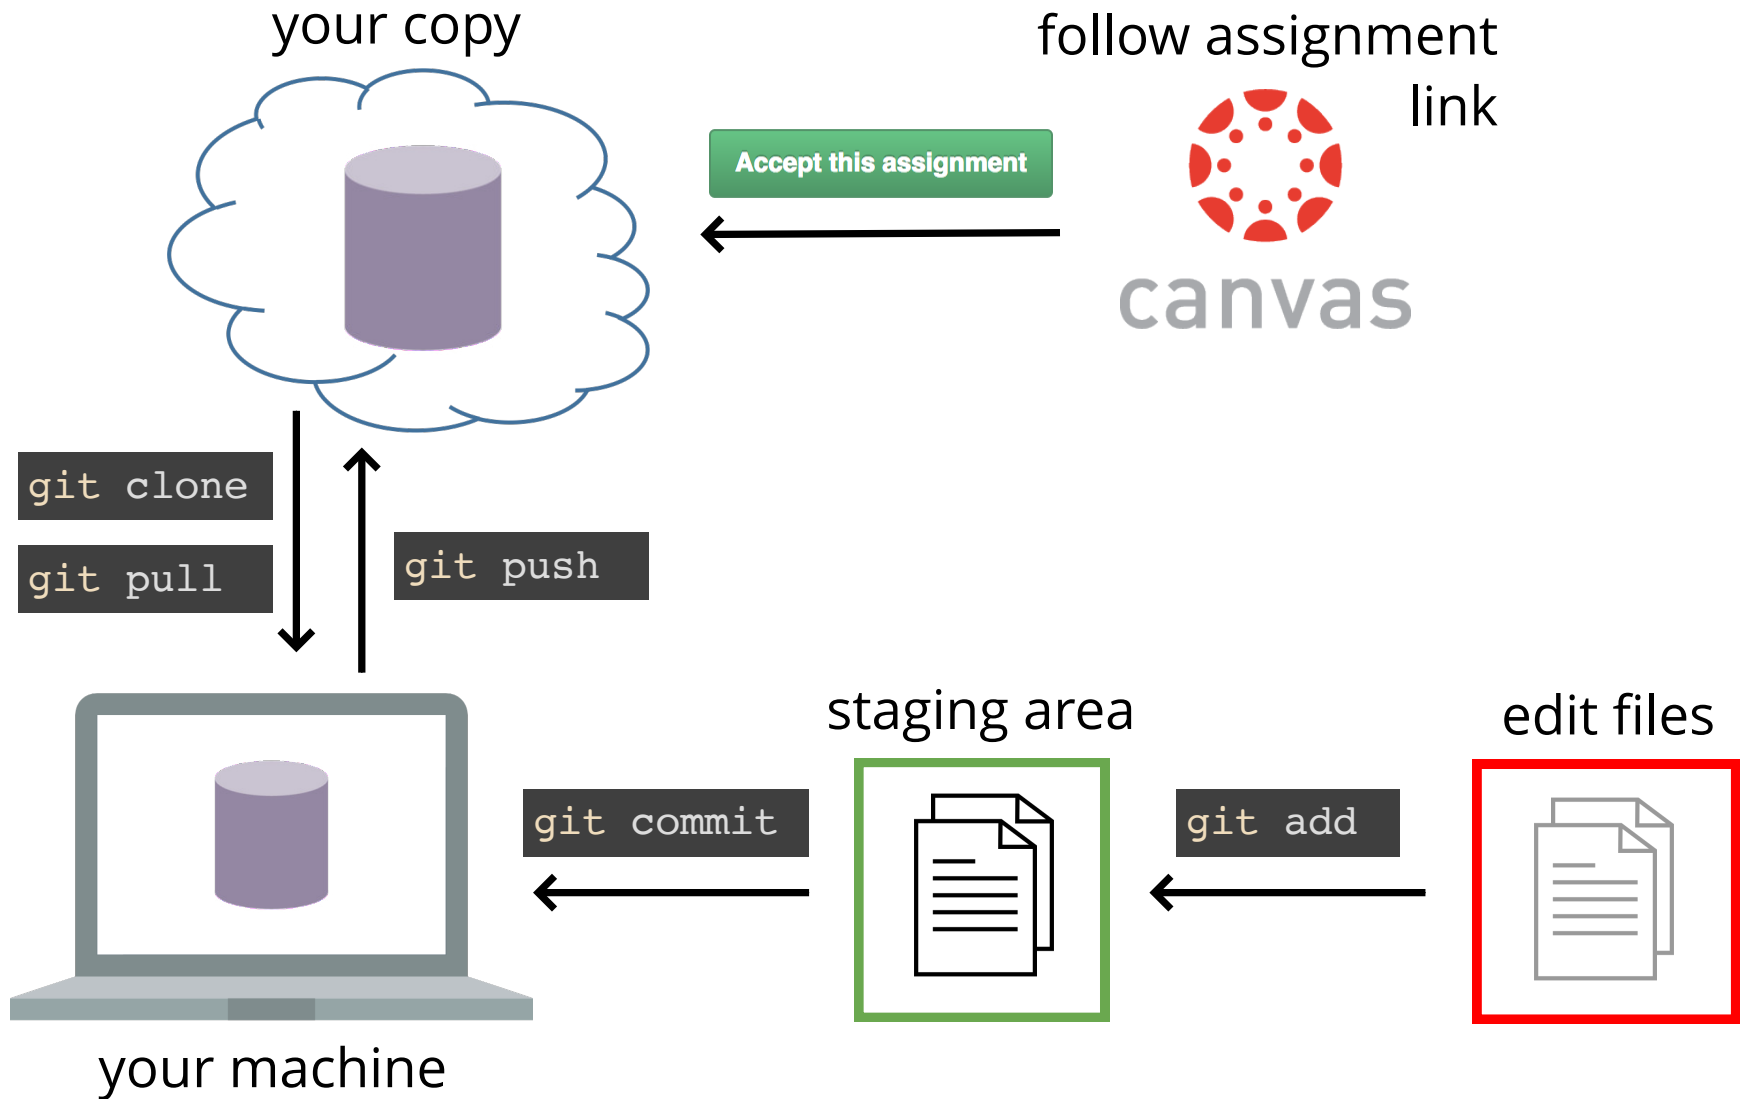 your copy
follow assignment
link
Accept this assignment
canvas
git clone
git pull
git push
staging area
edit files
git commit
git add
your machine